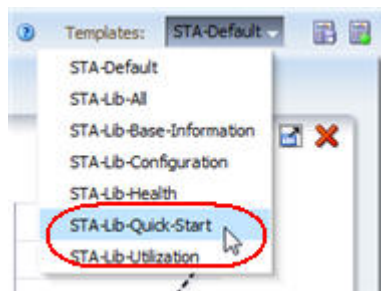 Templates: STA-Default
STA-Default
STA-Lib-All
STA-Lib-Base-Information
STA-Lib-Configuration
STA-Lib-Health
STA-Lib-Quick-Start
STA-Lib-Utilization